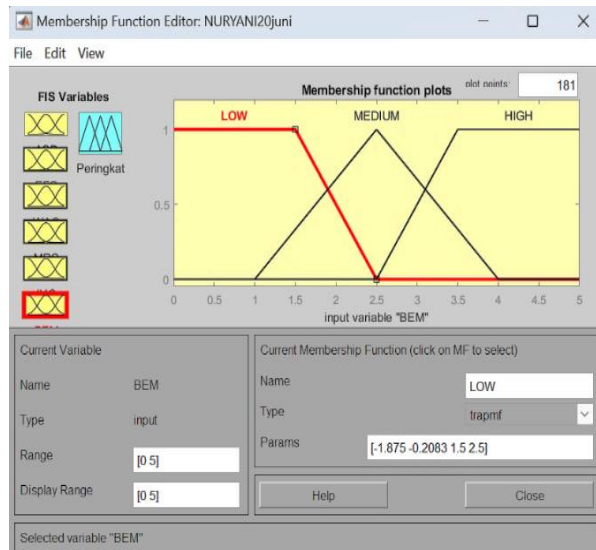 Membership Function Editor: NURYANI20juni
File Edit View
FIS Variables
Peringkat
Membership function plots
plot points:
181
LOW
MEDIUM
HIGH
1
0.5
0
0 0.5 1 1.5 2 2.5 3 3.5 4 4.5 5
input variable "BEM"
Current Variable
Name BEM
Type input
Range [0 5]
Display Range [0 5]
Current Membership Function (click on MF to select)
Name LOW
Type trapmf
Params [-1.875 -0.2083 1.5 2.5]
Help Close
Selected variable "BEM"